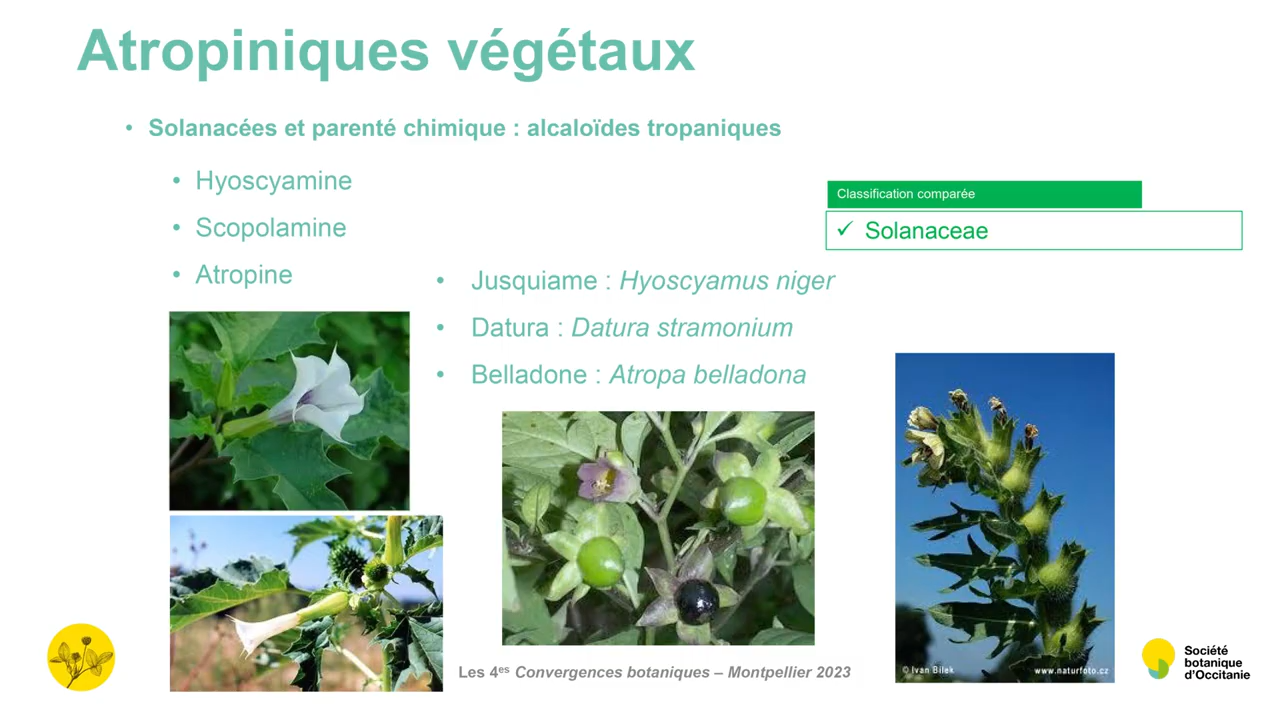 Atropiniques végétaux
• Solanacées et parenté chimique : alcaloïdes tropaniques
• Hyoscyamine
• Scopolamine
• Atropine
Classification comparée
✓ Solanaceae
• Jusquiame : Hyoscyamus niger
• Datura : Datura stramonium
• Belladone : Atropa belladona
© Ivan Bílek
www.naturfoto.cz
Les 4es Convergences botaniques – Montpellier 2023
Société
botanique
d'Occitanie